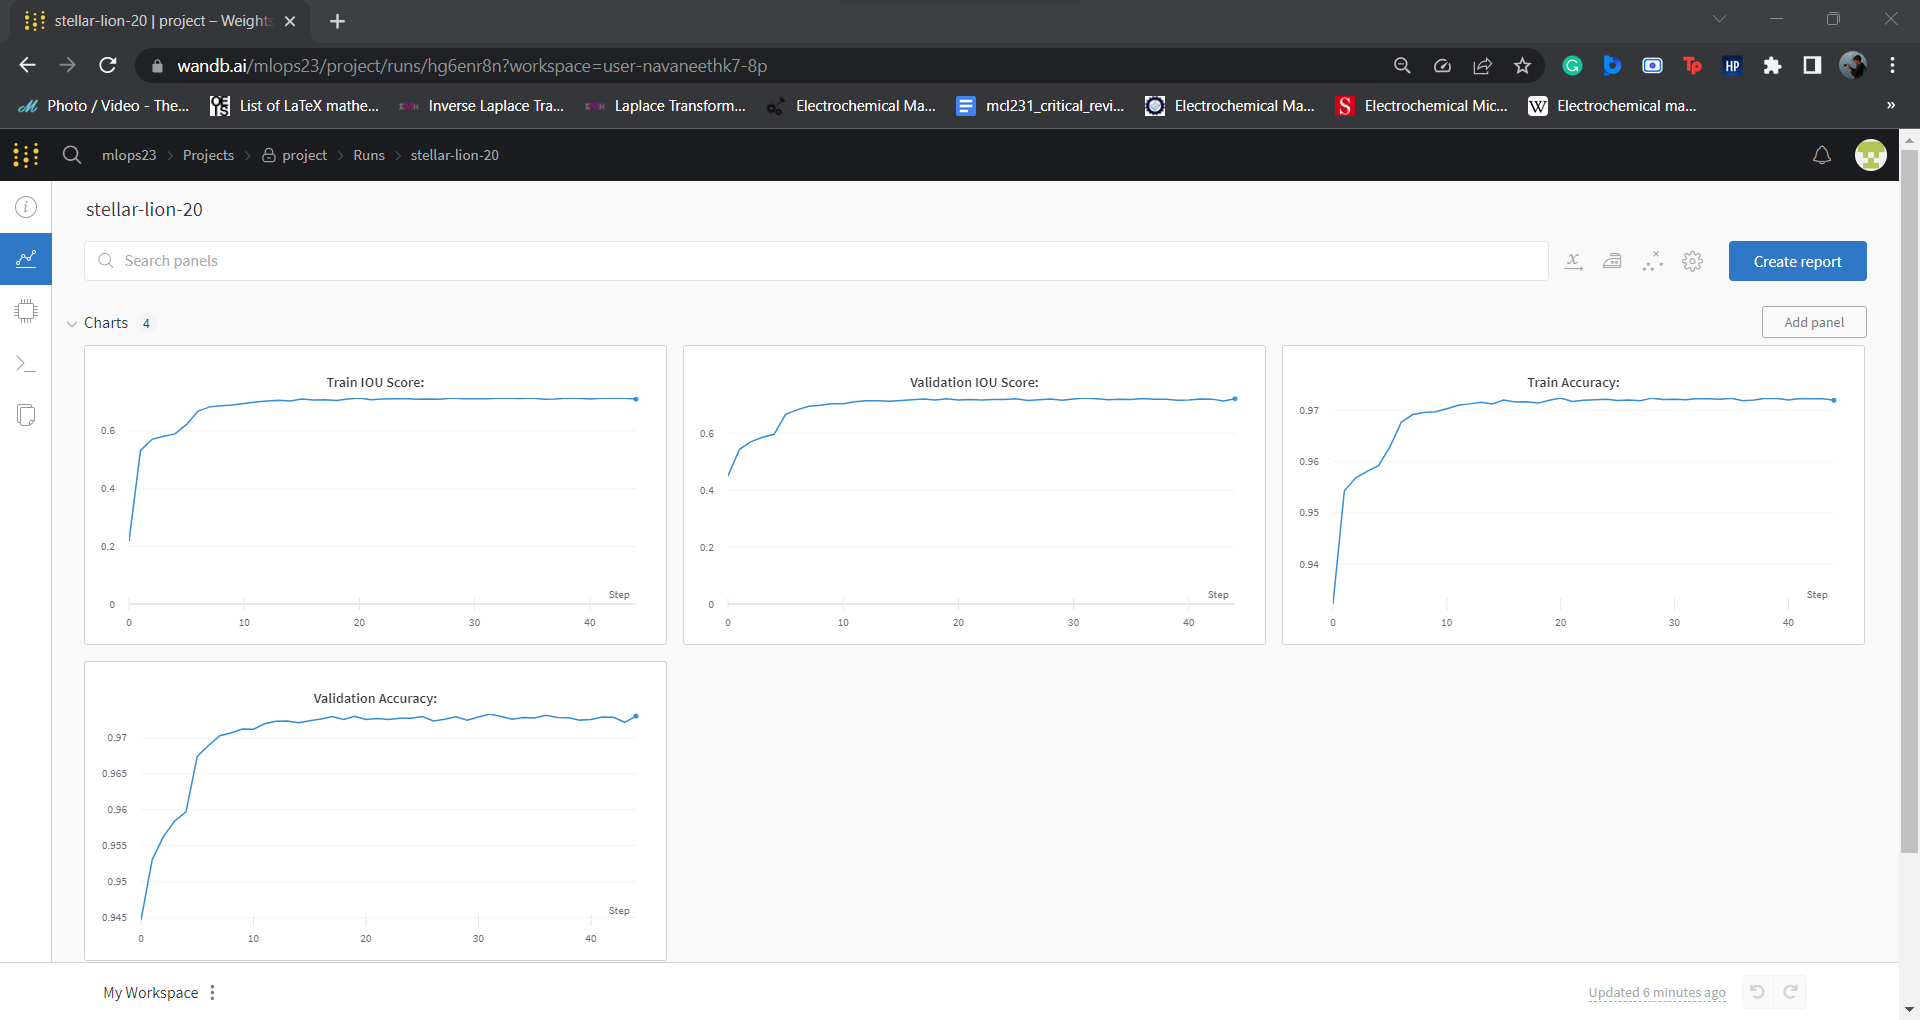 stellar-lion-20 | project – Weights
wandb.ai/mlops23/project/runs/hg6enr8n?workspace=user-navaneethk7-8p
G
Tp
HP
Photo / Video - The...
List of LaTeX mathe...
Inverse Laplace Tra...
Laplace Transform...
Electrochemical Ma...
mcl231_critical_revi...
Electrochemical Ma...
S
Electrochemical Mic...
W
Electrochemical ma...
»
mlops23 > Projects > project > Runs > stellar-lion-20
stellar-lion-20
Search panels
x
Create report
Charts 4
Add panel
Train IOU Score:
0.6
0.4
0.2
0
Step
0 10 20 30 40
Validation IOU Score:
0.6
0.4
0.2
0
Step
0 10 20 30 40
Train Accuracy:
0.97
0.96
0.95
0.94
Step
0 10 20 30 40
Validation Accuracy:
0.97
0.965
0.96
0.955
0.95
0.945
Step
0 10 20 30 40
My Workspace
Updated 6 minutes ago